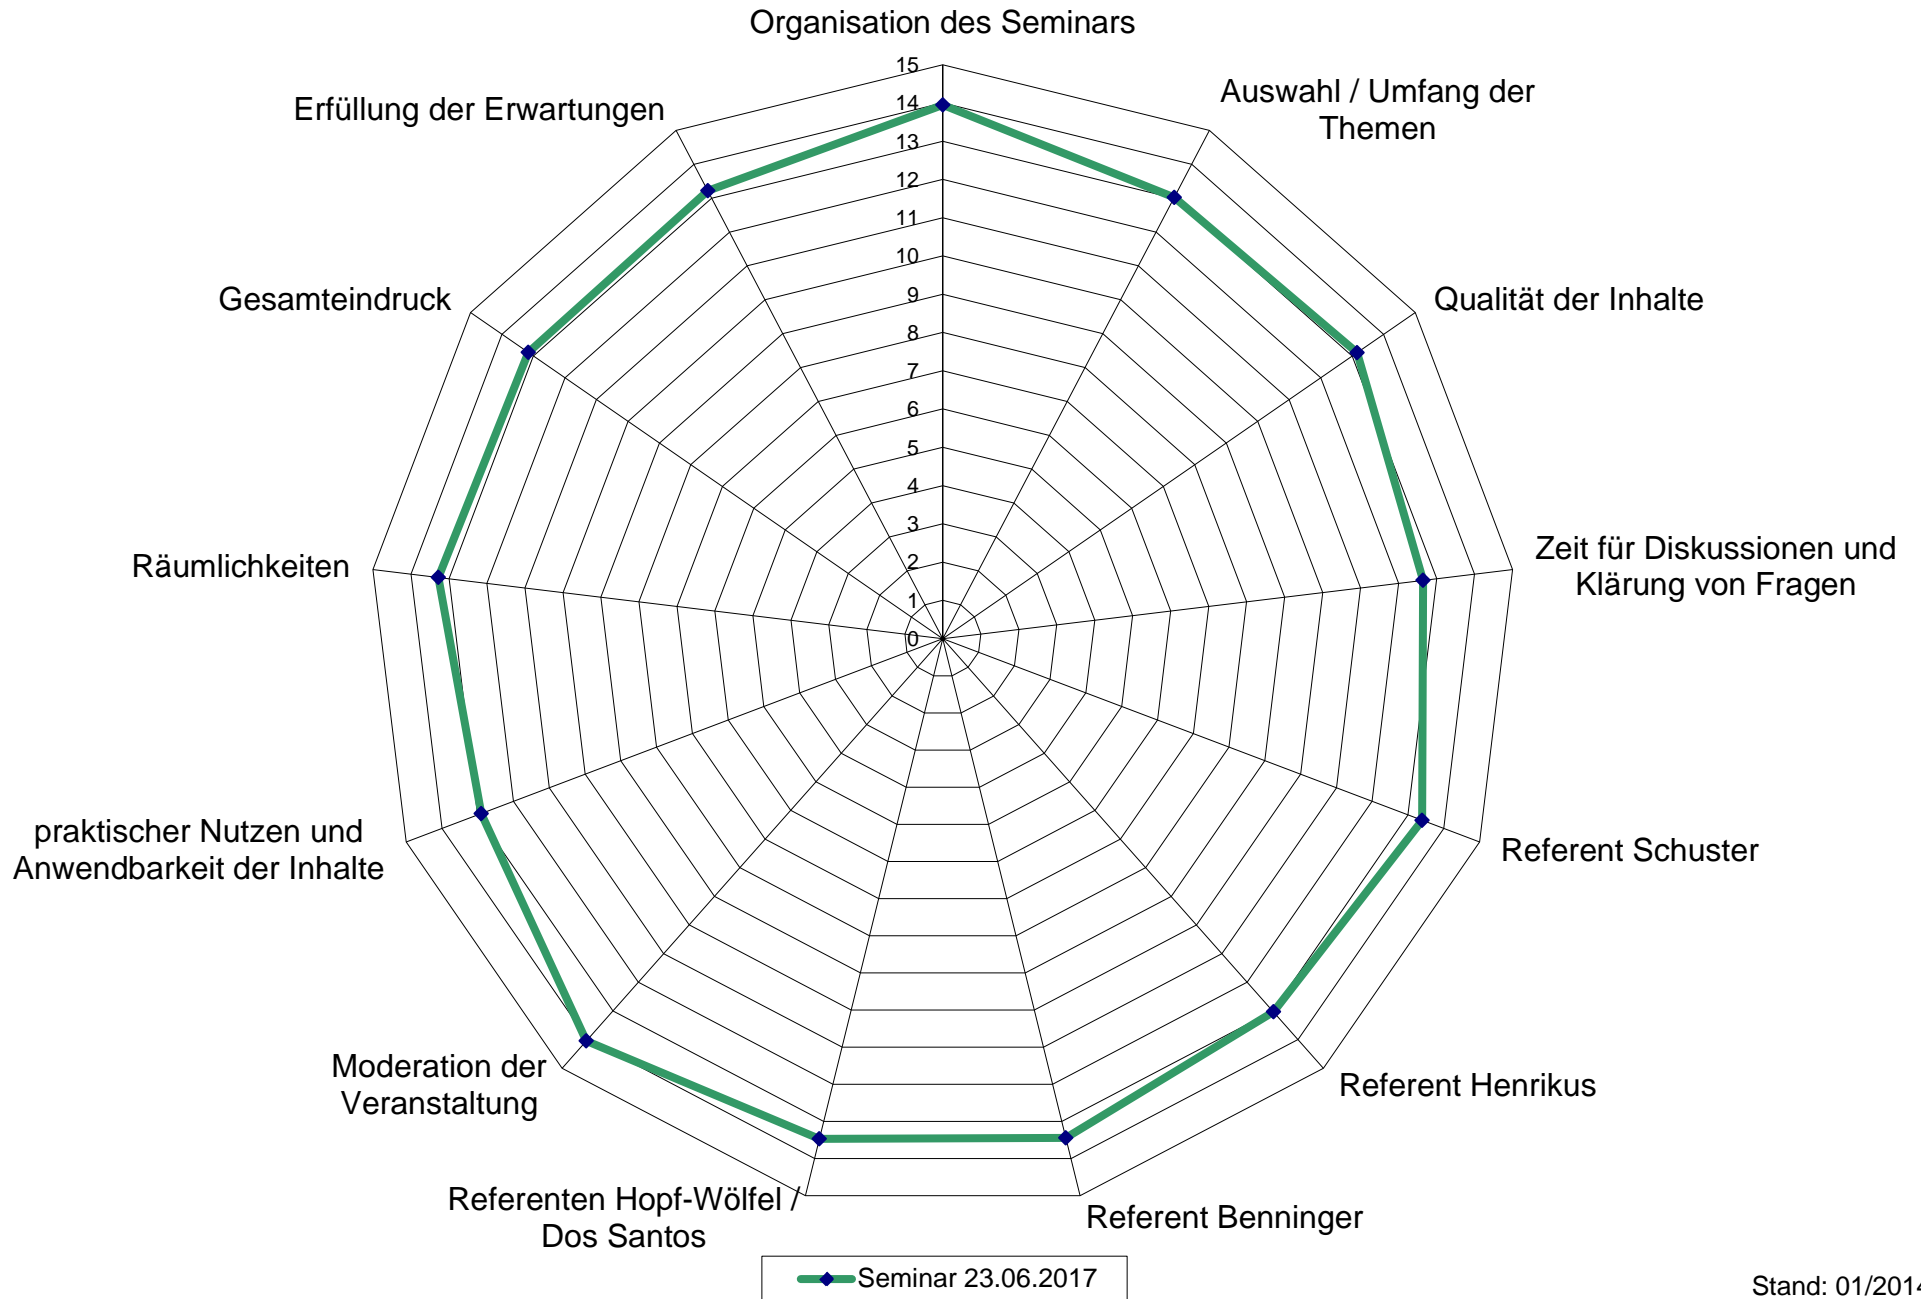 Organisation des Seminars
Auswahl / Umfang der
Themen
Qualität der Inhalte
Zeit für Diskussionen und
Klärung von Fragen
Referent Schuster
Referent Henrikus
Referent Benninger
Referenten Hopf-Wölfel /
Dos Santos
Moderation der
Veranstaltung
praktischer Nutzen und
Anwendbarkeit der Inhalte
Räumlichkeiten
Gesamteindruck
Erfüllung der Erwartungen
15
14
13
12
11
10
9
8
7
6
5
4
3
2
1
0
Seminar 23.06.2017
Stand: 01/2014